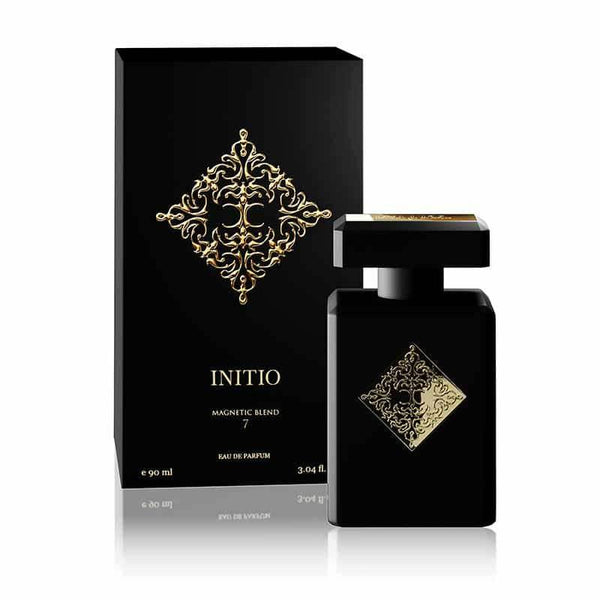 INITIO
MAGNETIC BLEND
7
EAU DE PARFUM
e 90 ml
3.04 fl.